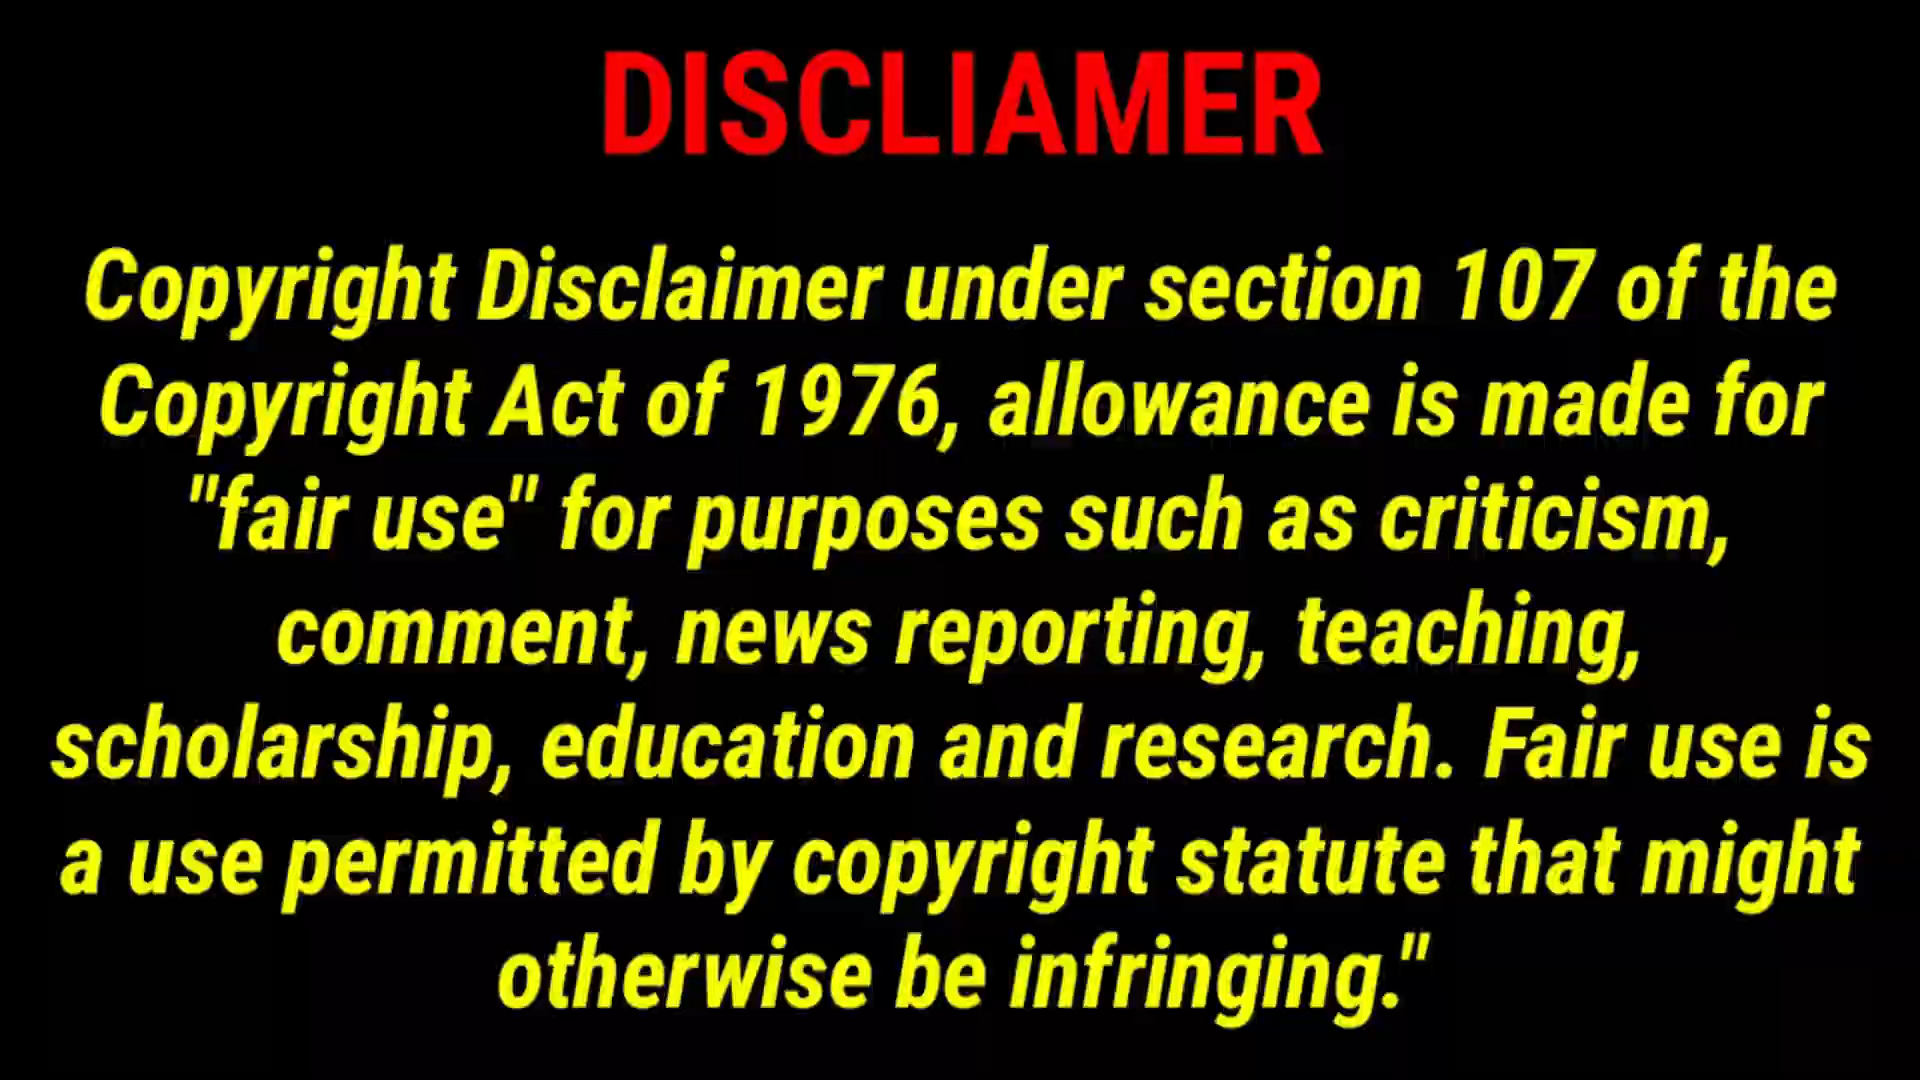 DISCLIAMER
Copyright Disclaimer under section 107 of the
Copyright Act of 1976, allowance is made for
"fair use" for purposes such as criticism,
comment, news reporting, teaching,
scholarship, education and research. Fair use is
a use permitted by copyright statute that might
otherwise be infringing."